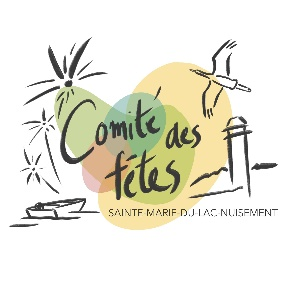 Comité des
fêtes
SAINTE-MARIE-DU-LAC-NUISEMENT